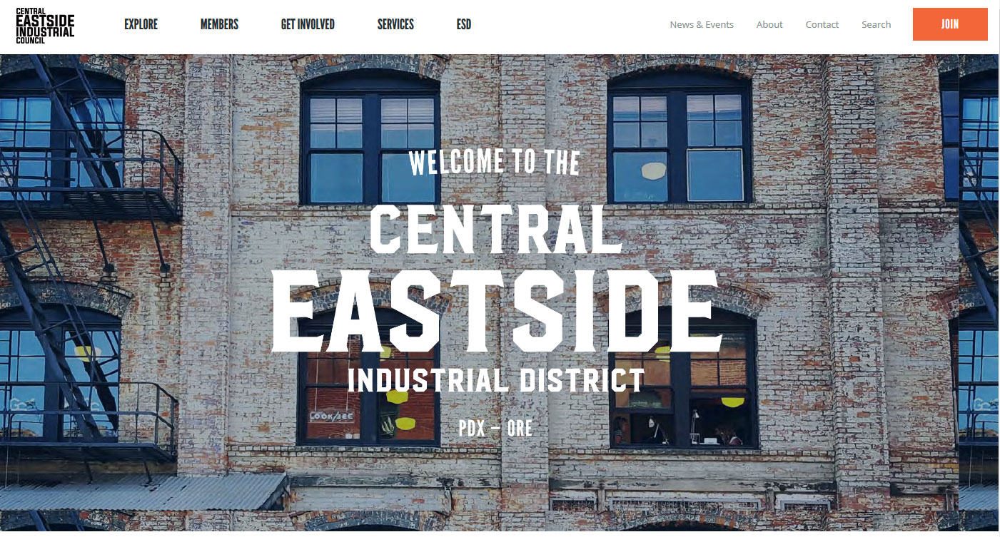 CENTRAL
EASTSIDE
INDUSTRIAL
COUNCIL
EXPLORE
MEMBERS
GET INVOLVED
SERVICES
ESD
News & Events
About
Contact
Search
JOIN
WELCOME TO THE
CENTRAL
EASTSIDE
INDUSTRIAL DISTRICT
PDX – ORE
LOOK/SEE